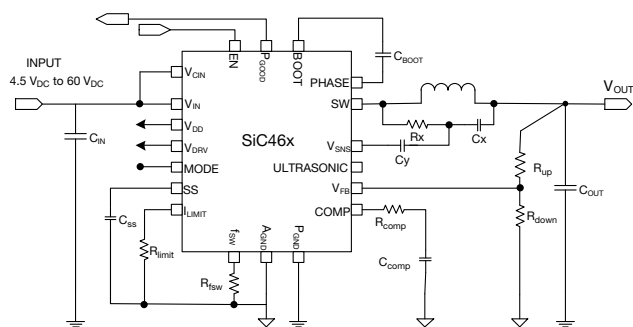 INPUT
4.5 VDC to 60 VDC
CIN
Css
Rlimit
Rfsw
EN
PGOOD
BOOT
VCIN
VIN
VDD
VDRV
MODE
SS
ILIMIT
fSW
AGND
PGND
SiC46x
PHASE
SW
VSNS
ULTRASONIC
VFB
COMP
CBOOT
Rx
Cx
Cy
Rcomp
Ccomp
Rup
Rdown
COUT
VOUT